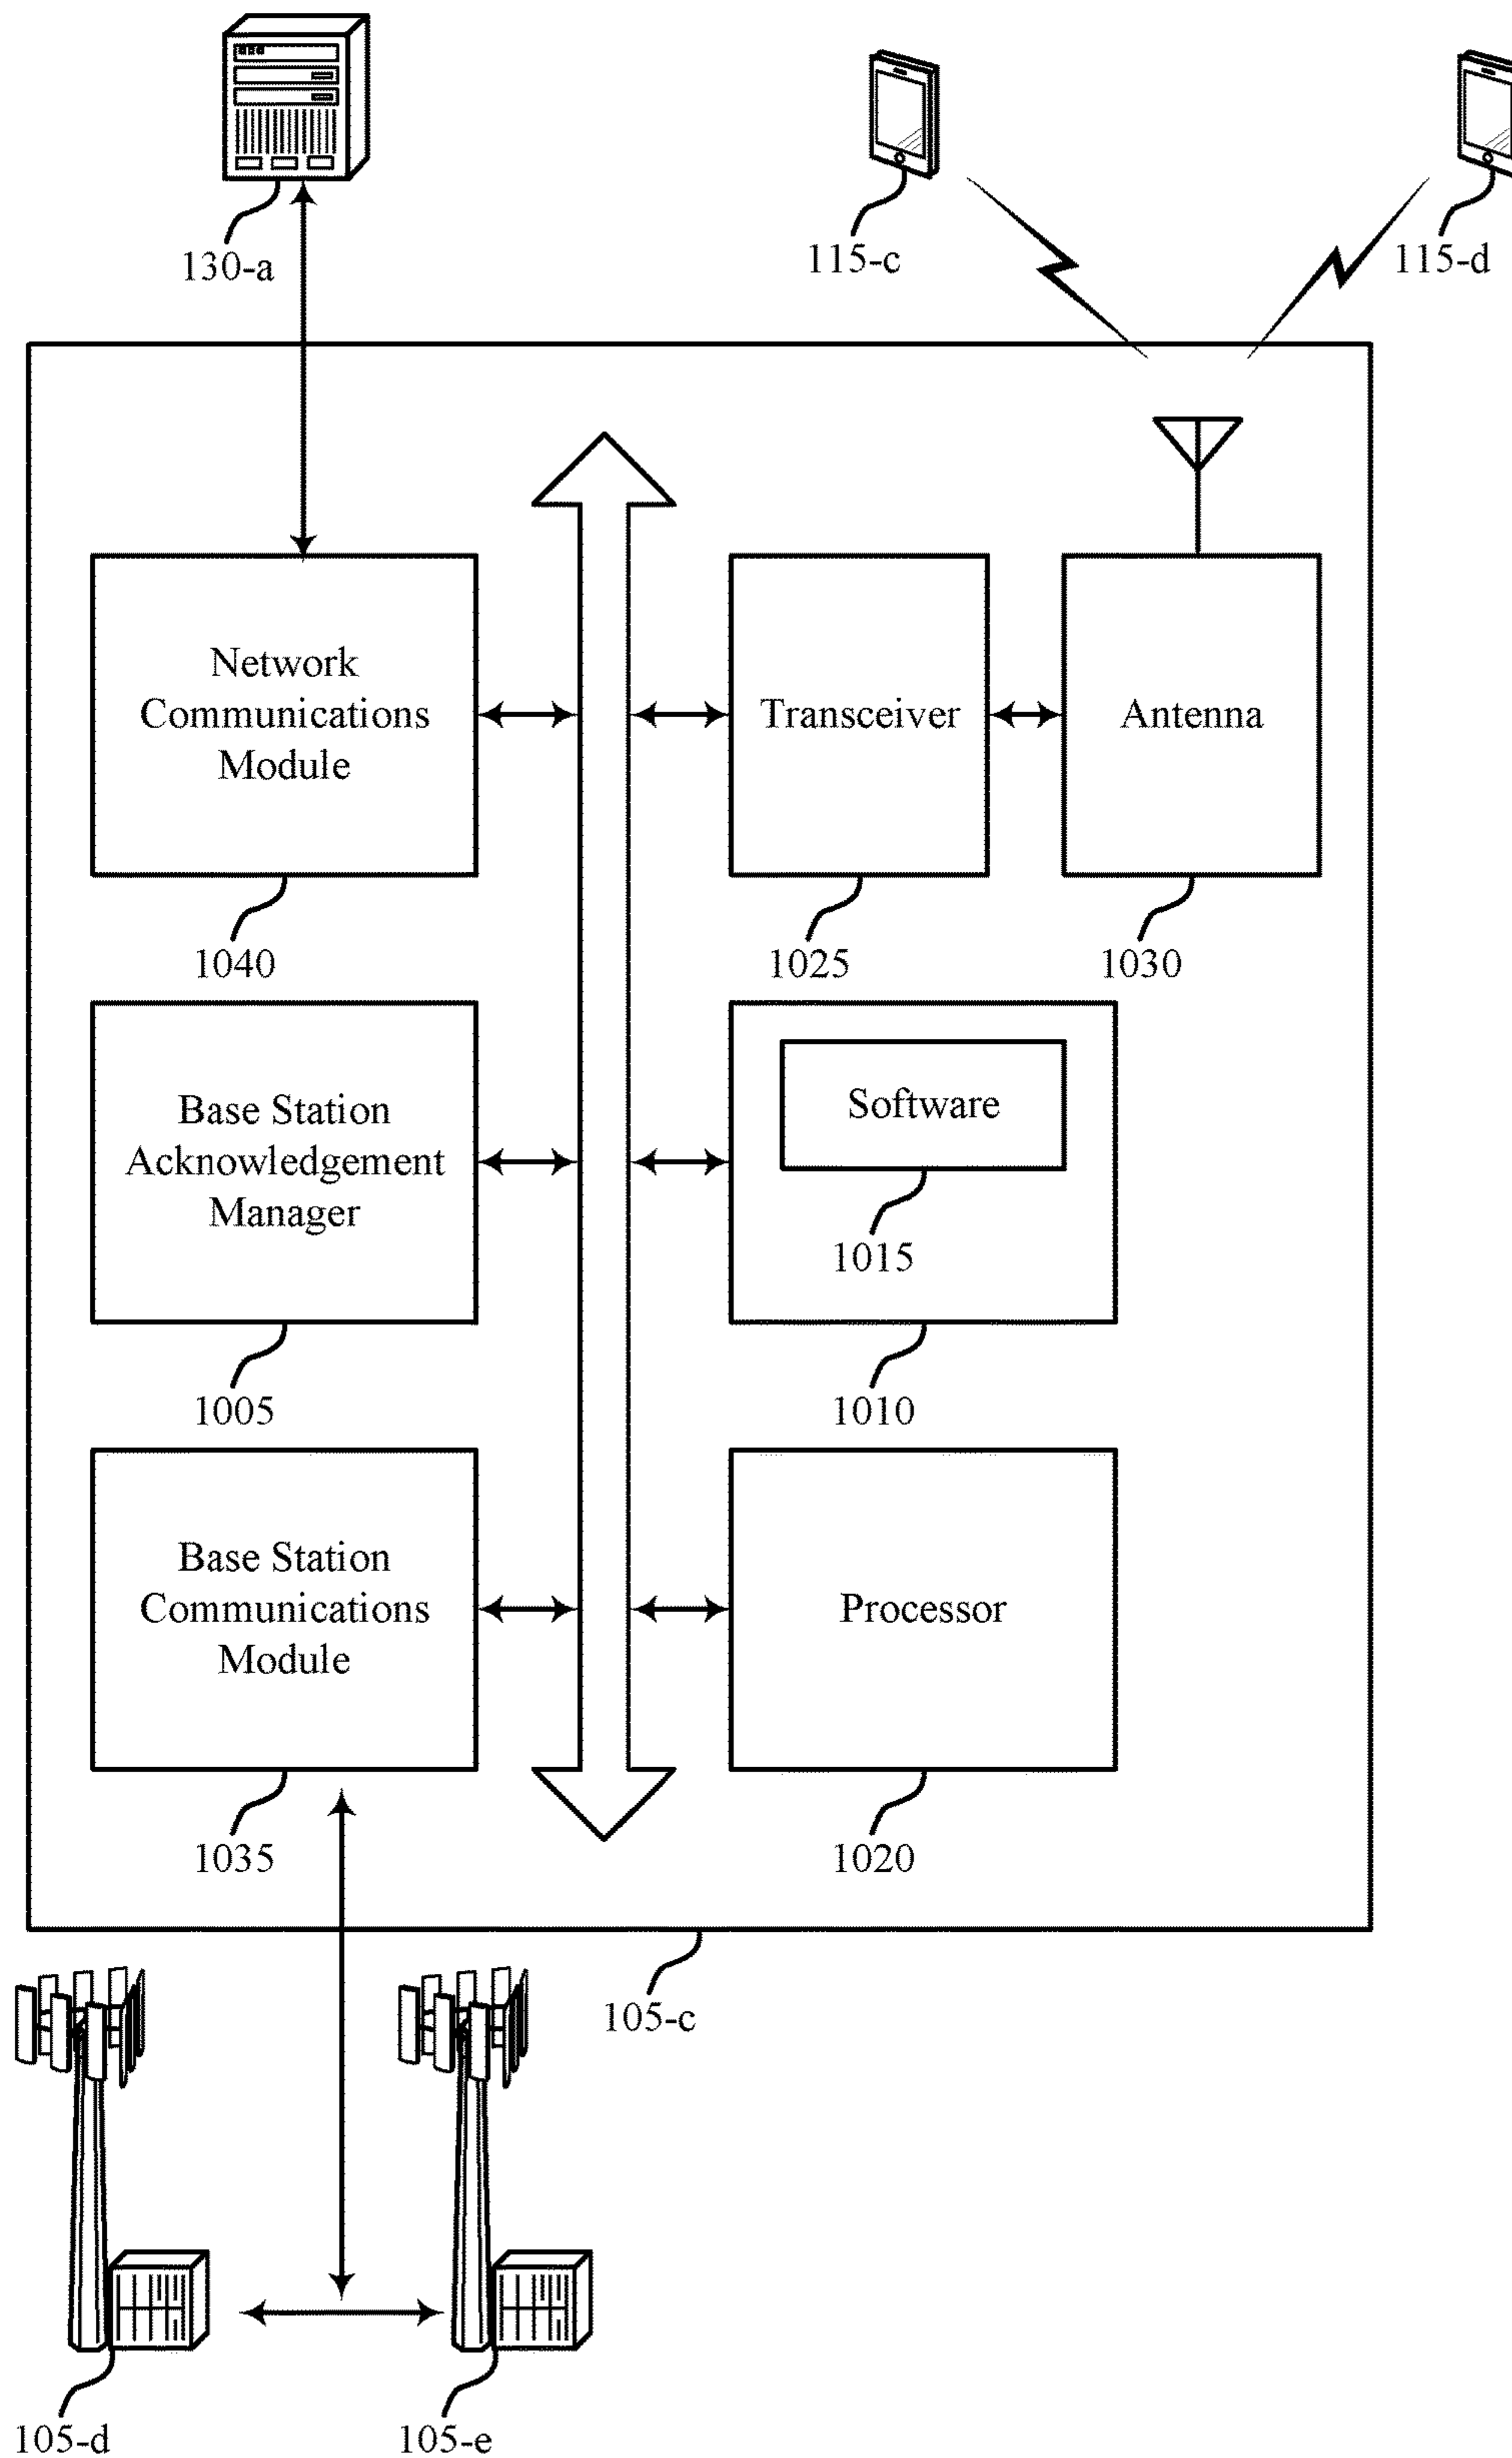 130-a
115-c
115-d
Network
Communications
Module
Transceiver
Antenna
1040
1025
1030
Base Station
Acknowledgement
Manager
Software
1015
1005
1010
Base Station
Communications
Module
Processor
1035
1020
105-c
105-d
105-e